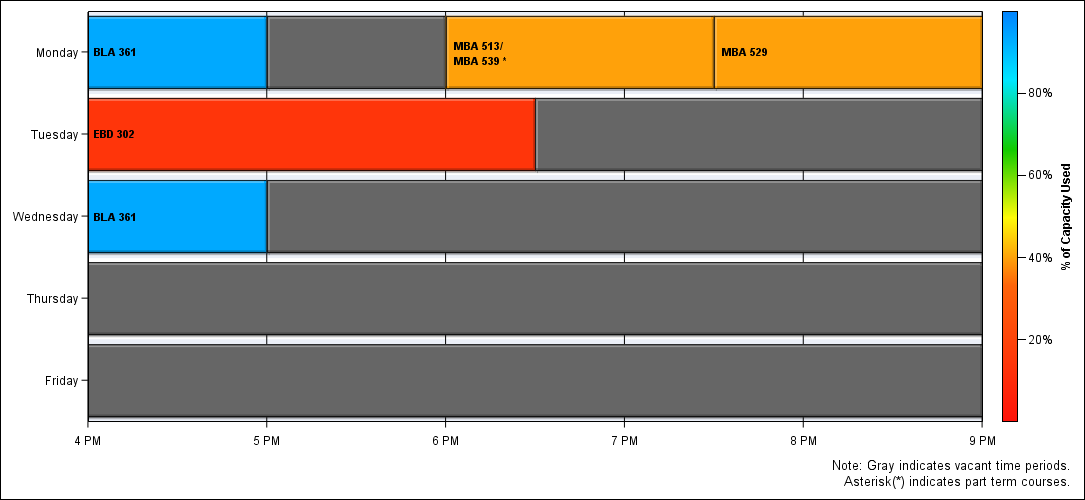 Monday
BLA 361
MBA 513/
MBA 539 *
MBA 529
Tuesday
EBD 302
Wednesday
BLA 361
Thursday
Friday
4 PM
5 PM
6 PM
7 PM
8 PM
9 PM
80%
60%
40%
20%
% of Capacity Used
Note: Gray indicates vacant time periods.
Asterisk(*) indicates part term courses.